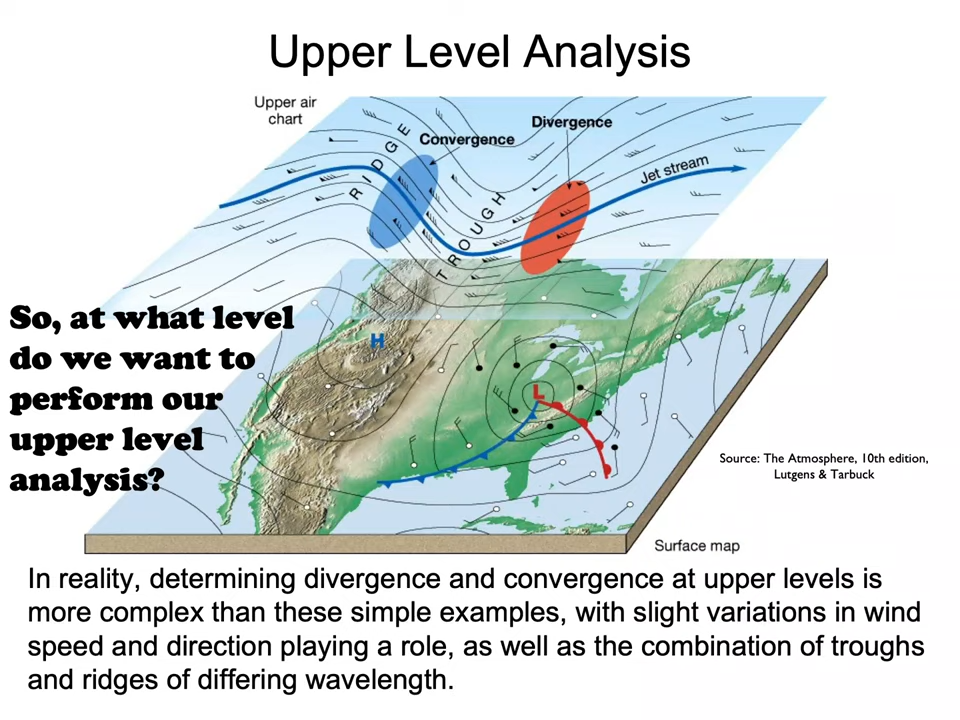 Upper Level Analysis
Upper air
chart
Divergence
Convergence
RIDGE
Jet stream
TROUGH
So, at what level
do we want to
perform our
upper level
analysis?
H
L
Source: The Atmosphere, 10th edition,
Lutgens & Tarbuck
Surface map
In reality, determining divergence and convergence at upper levels is
more complex than these simple examples, with slight variations in wind
speed and direction playing a role, as well as the combination of troughs
and ridges of differing wavelength.